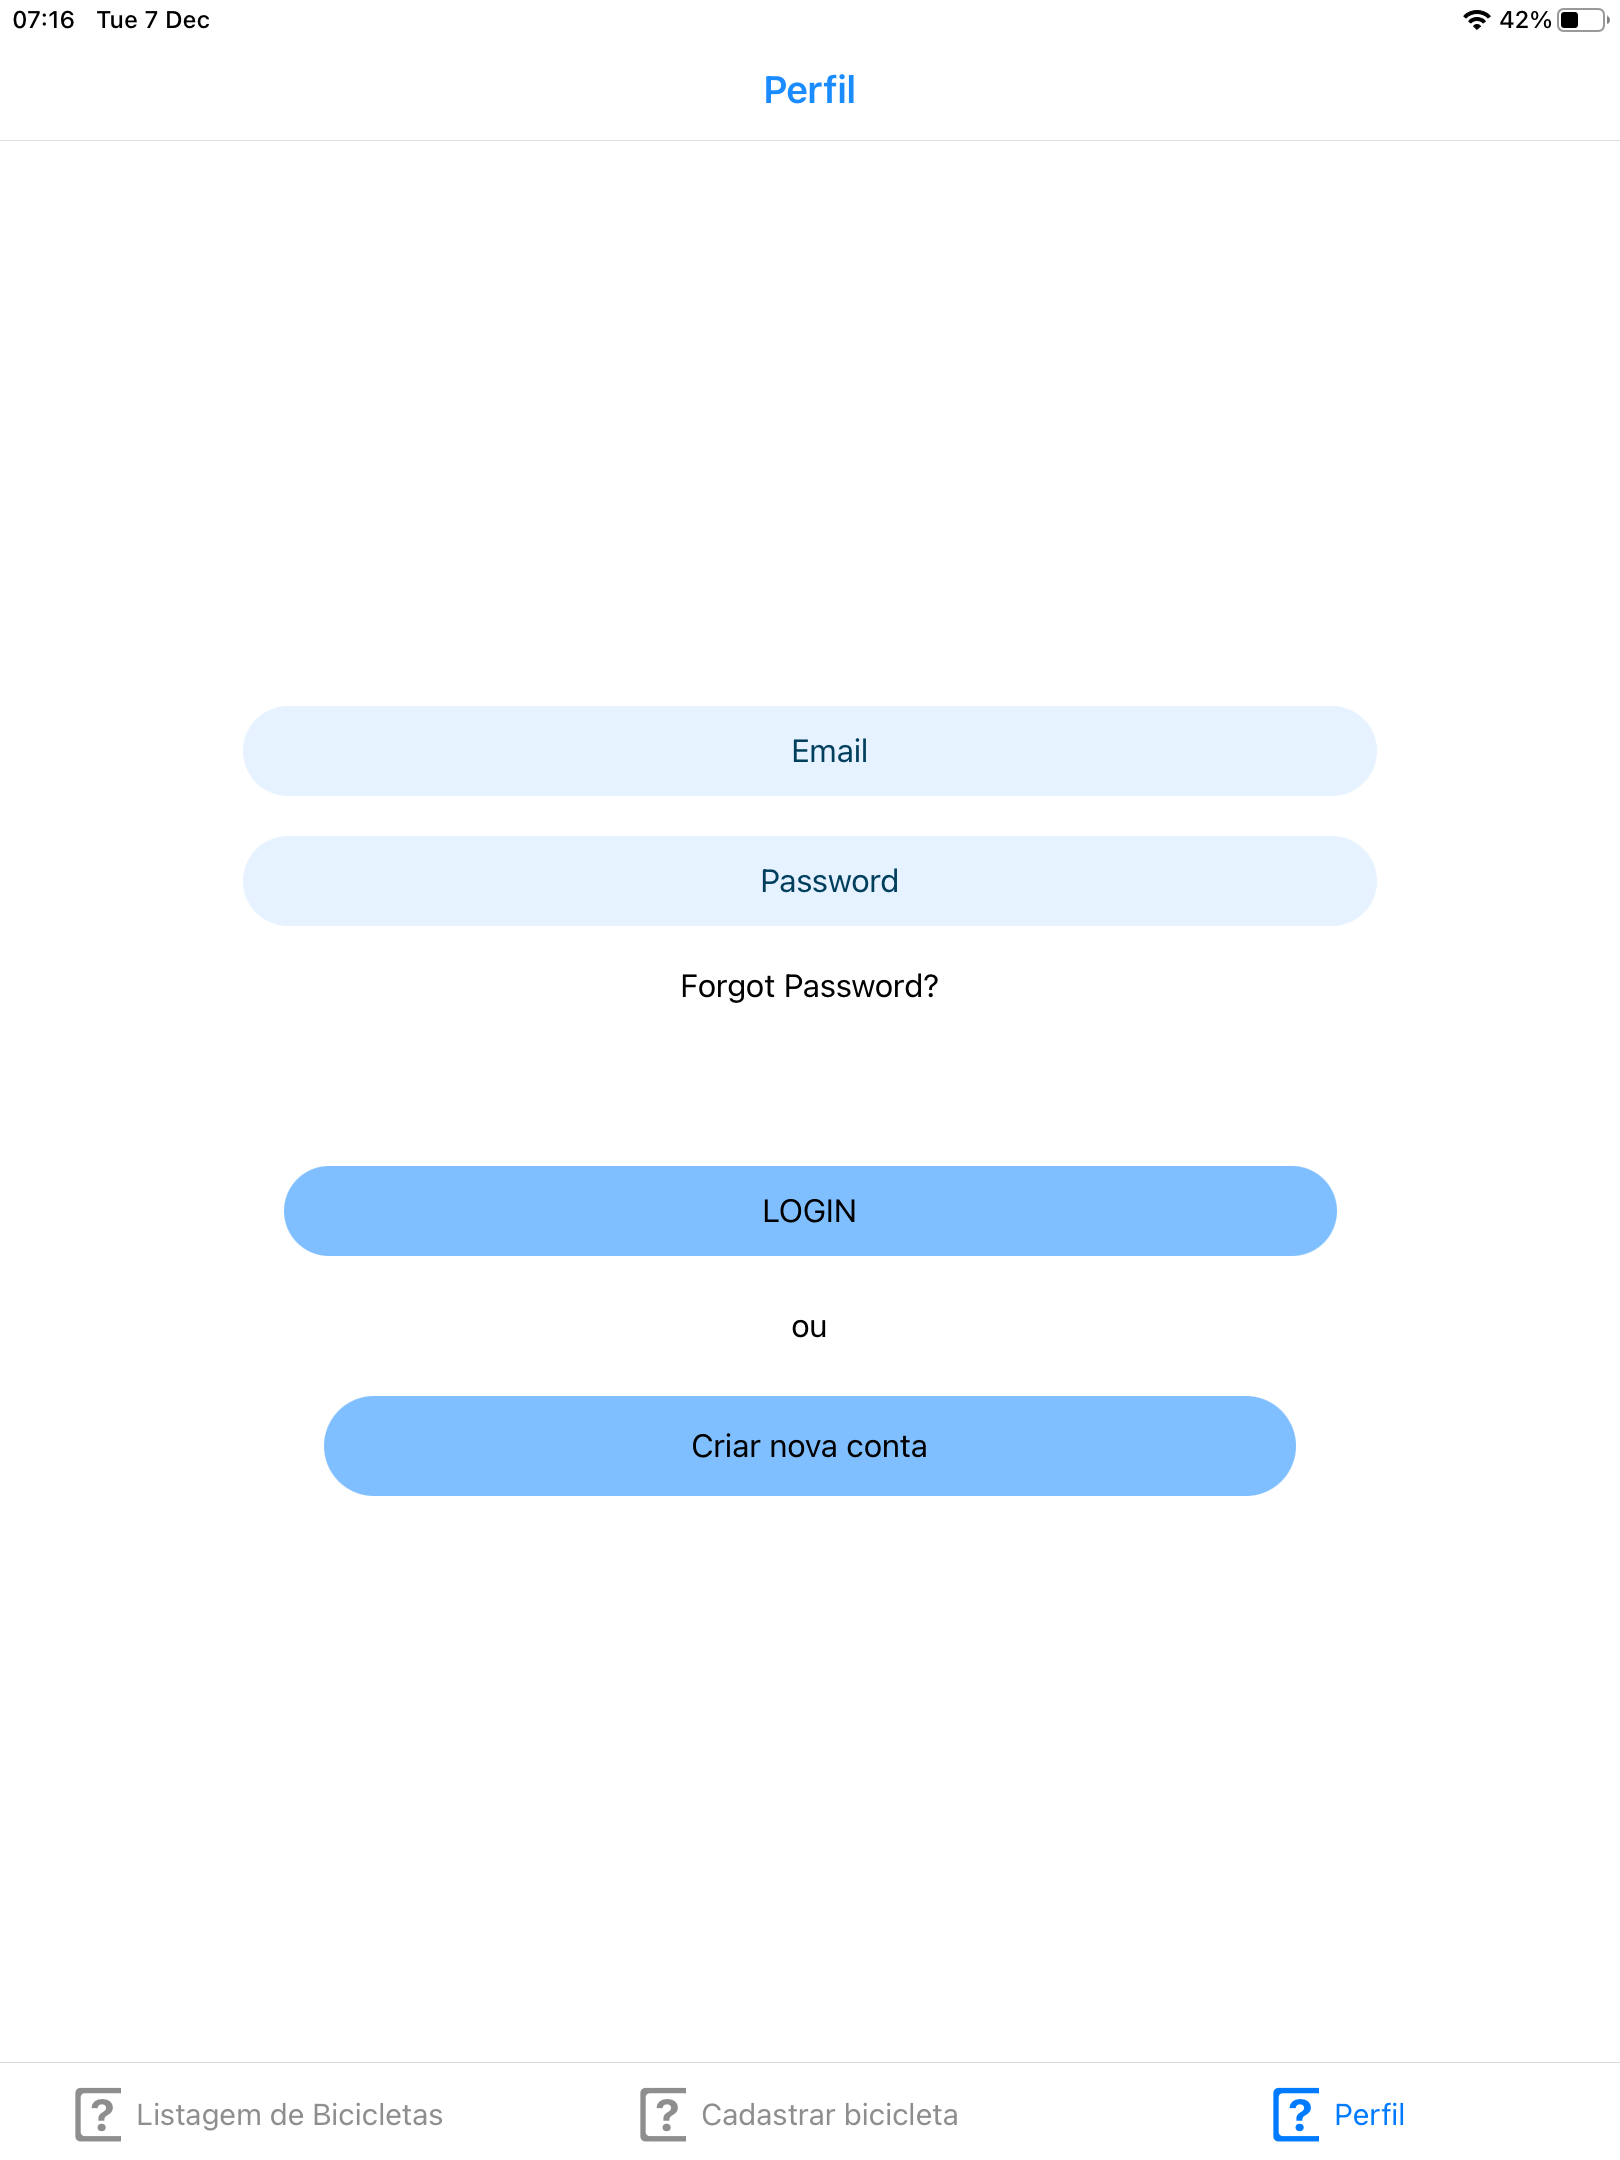 07:16 Tue 7 Dec 42%
Perfil
Email
Password
Forgot Password?
LOGIN
ou
Criar nova conta
? Listagem de Bicicletas ? Cadastrar bicicleta ? Perfil